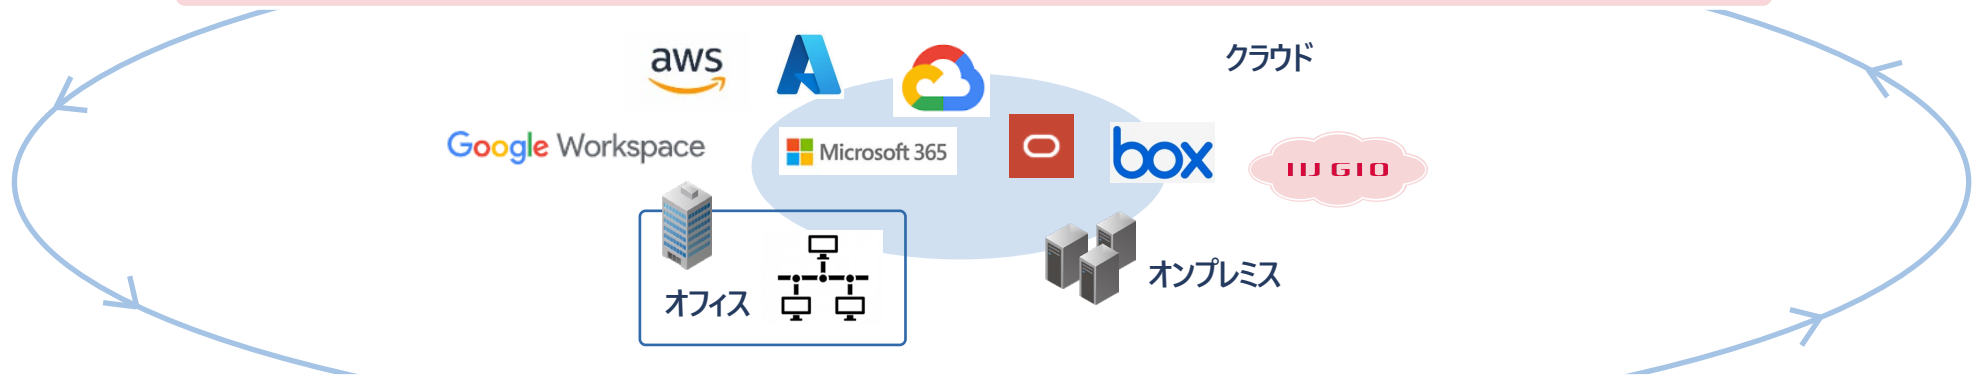 aws
クラウド
Google Workspace
Microsoft 365
box
IIJ GIO
オフィス
オンプレミス